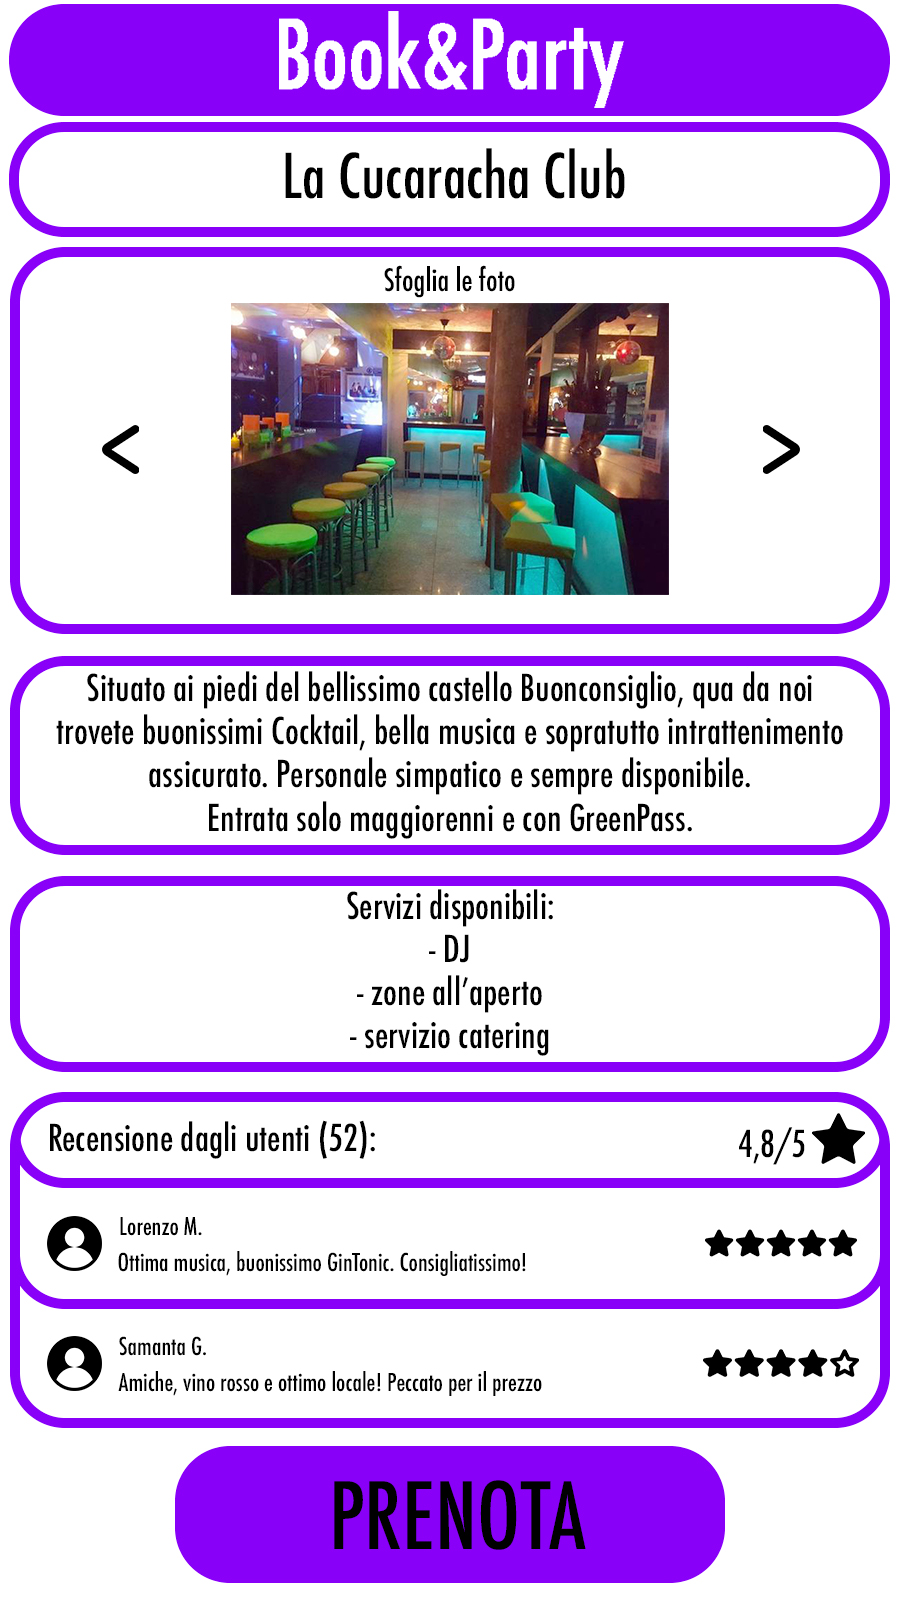 Book&Party
La Cucaracha Club
Sfoglia le foto
< >
Situato ai piedi del bellissimo castello Buonconsiglio, qua da noi
trovete buonissimi Cocktail, bella musica e sopratutto intrattenimento
assicurato. Personale simpatico e sempre disponibile.
Entrata solo maggiorenni e con GreenPass.
Servizi disponibili:
- DJ
- zone all'aperto
- servizio catering
Recensione dagli utenti (52): 4,8/5
Lorenzo M.
Ottima musica, buonissimo GinTonic. Consigliatissimo!
Samanta G.
Amiche, vino rosso e ottimo locale! Peccato per il prezzo
PRENOTA